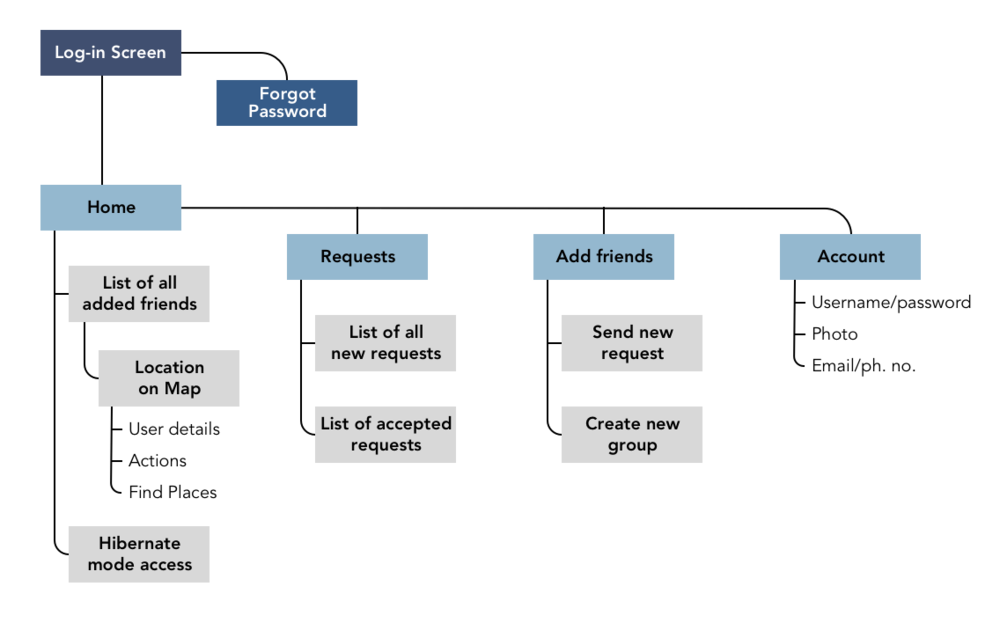 Log-in Screen
Forgot
Password
Home
List of all
added friends
Location
on Map
User details
Actions
Find Places
Hibernate
mode access
Requests
List of all
new requests
List of accepted
requests
Add friends
Send new
request
Create new
group
Account
Username/password
Photo
Email/ph. no.